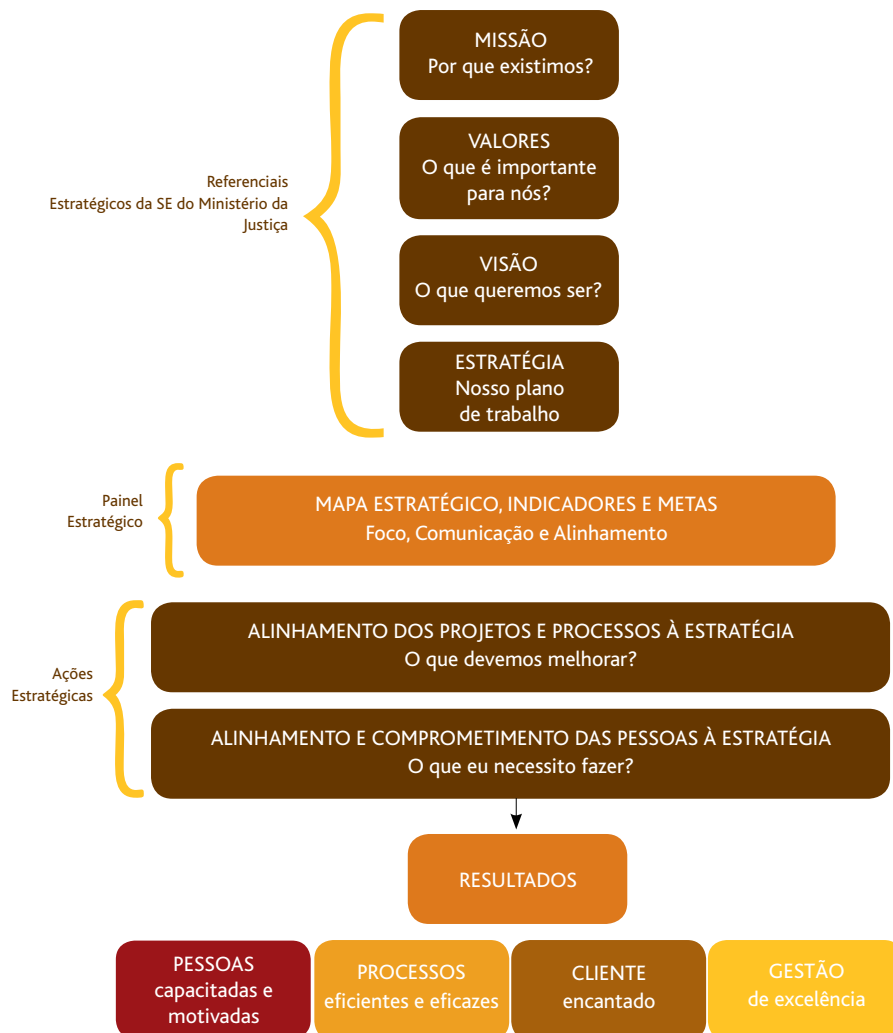 MISSÃO
Por que existimos?
VALORES
O que é importante
para nós?
Referenciais
Estratégicos da SE do Ministério da
Justiça
VISÃO
O que queremos ser?
ESTRATÉGIA
Nosso plano
de trabalho
Painel
Estratégico
MAPA ESTRATÉGICO, INDICADORES E METAS
Foco, Comunicação e Alinhamento
Ações
Estratégicas
ALINHAMENTO DOS PROJETOS E PROCESSOS À ESTRATÉGIA
O que devemos melhorar?
ALINHAMENTO E COMPROMETIMENTO DAS PESSOAS À ESTRATÉGIA
O que eu necessito fazer?
RESULTADOS
PESSOAS
capacitadas e
motivadas
PROCESSOS
eficientes e eficazes
CLIENTE
encantado
GESTÃO
de excelência